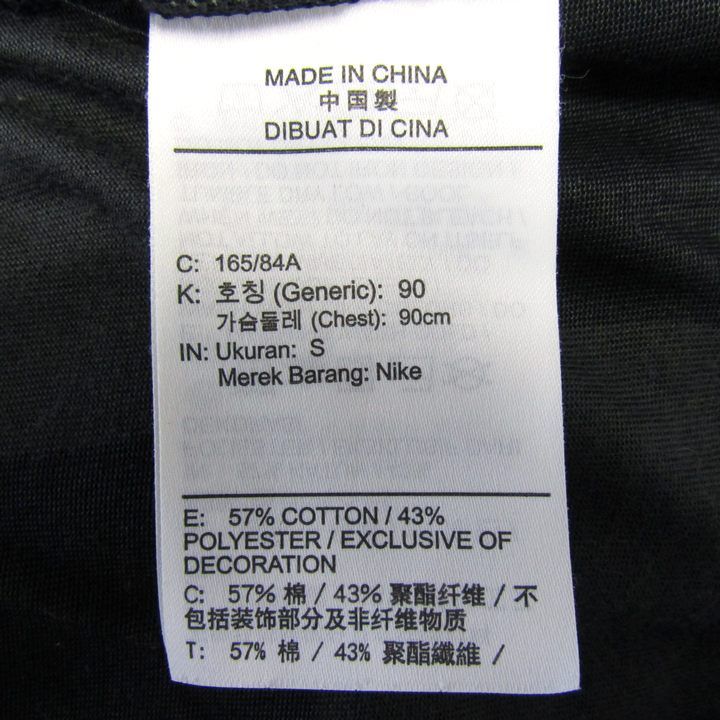 MADE IN CHINA
中国製
DIBUAT DI CINA
C: 165/84A
K: 호칭 (Generic): 90
가슴둘레 (Chest): 90cm
IN: Ukuran: S
Merek Barang: Nike
E: 57% COTTON / 43%
POLYESTER / EXCLUSIVE OF
DECORATION
C: 57% 棉 / 43% 聚酯纤维 / 不
包括装饰部分及非纤维物质
T: 57% 棉 / 43% 聚酯纖維 /